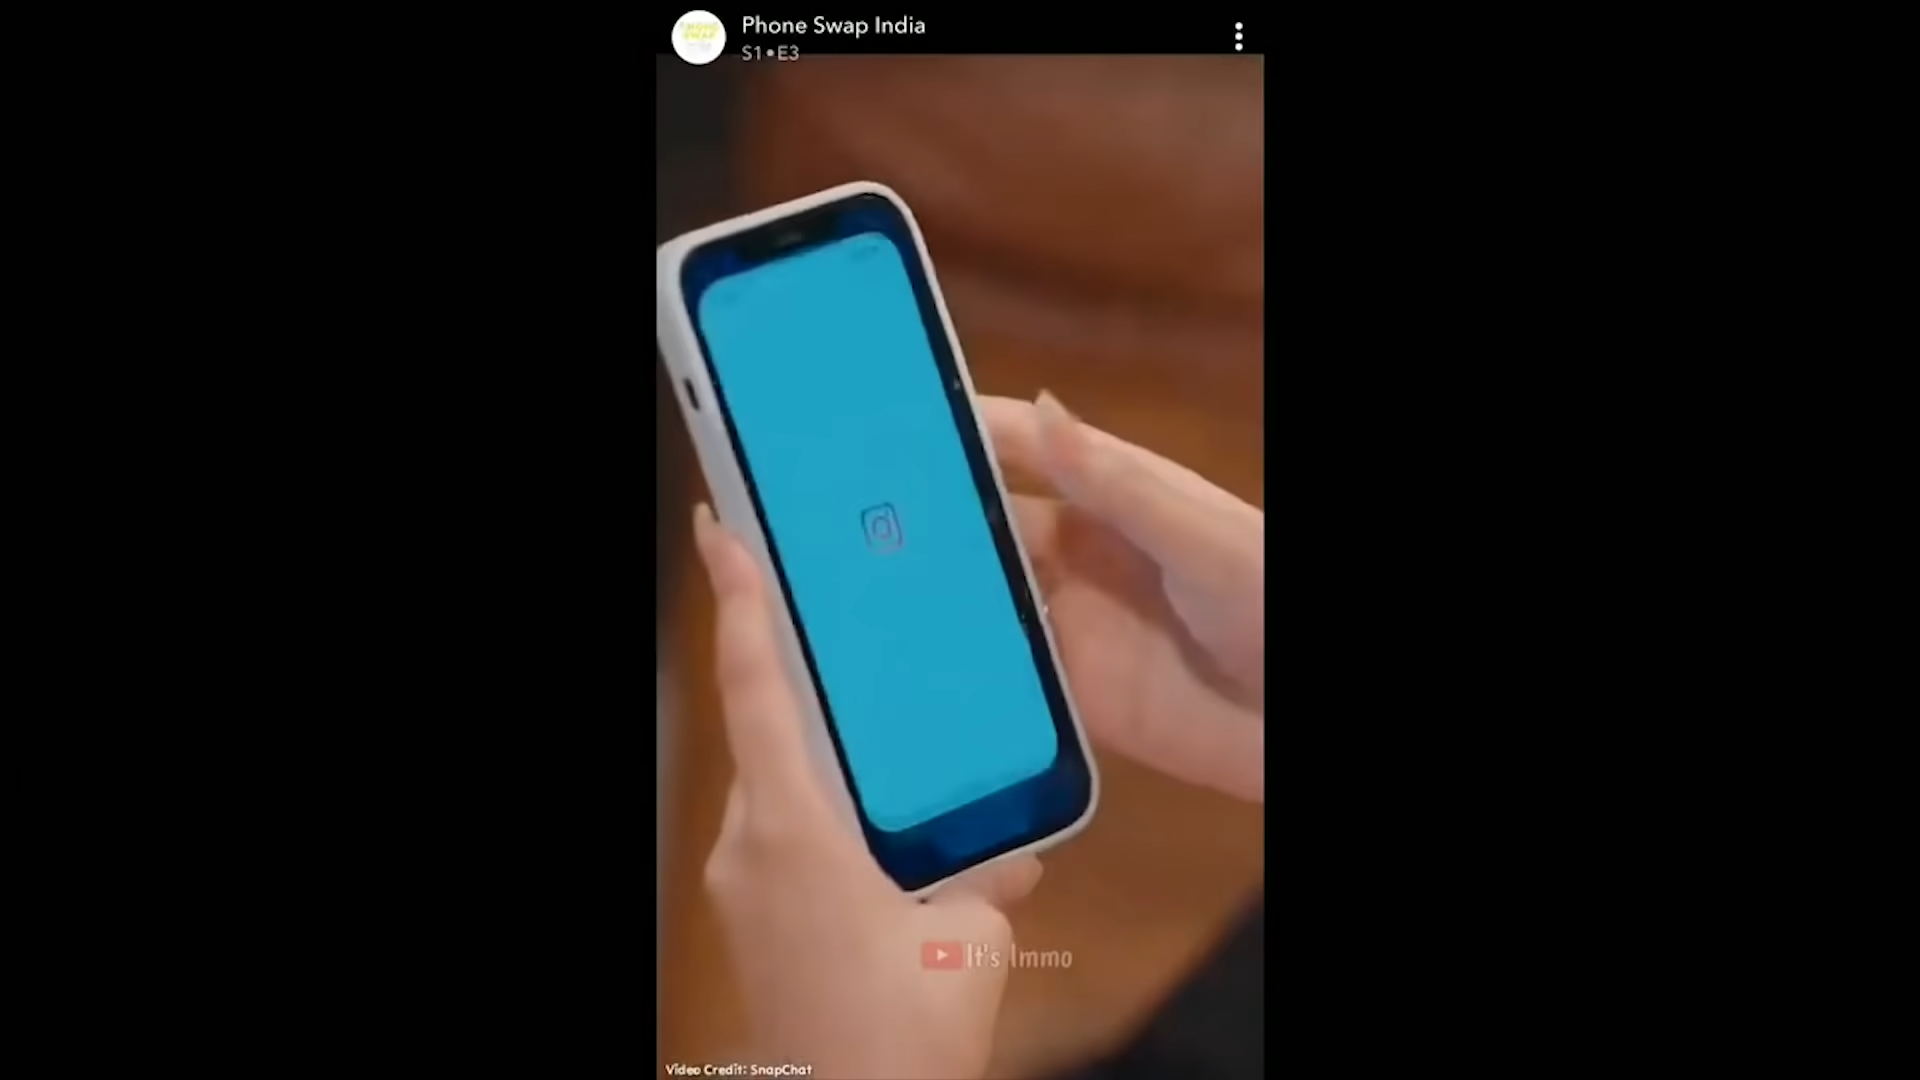 Phone Swap India
S1•E3
It's Immo
Video Credit: SnapChat